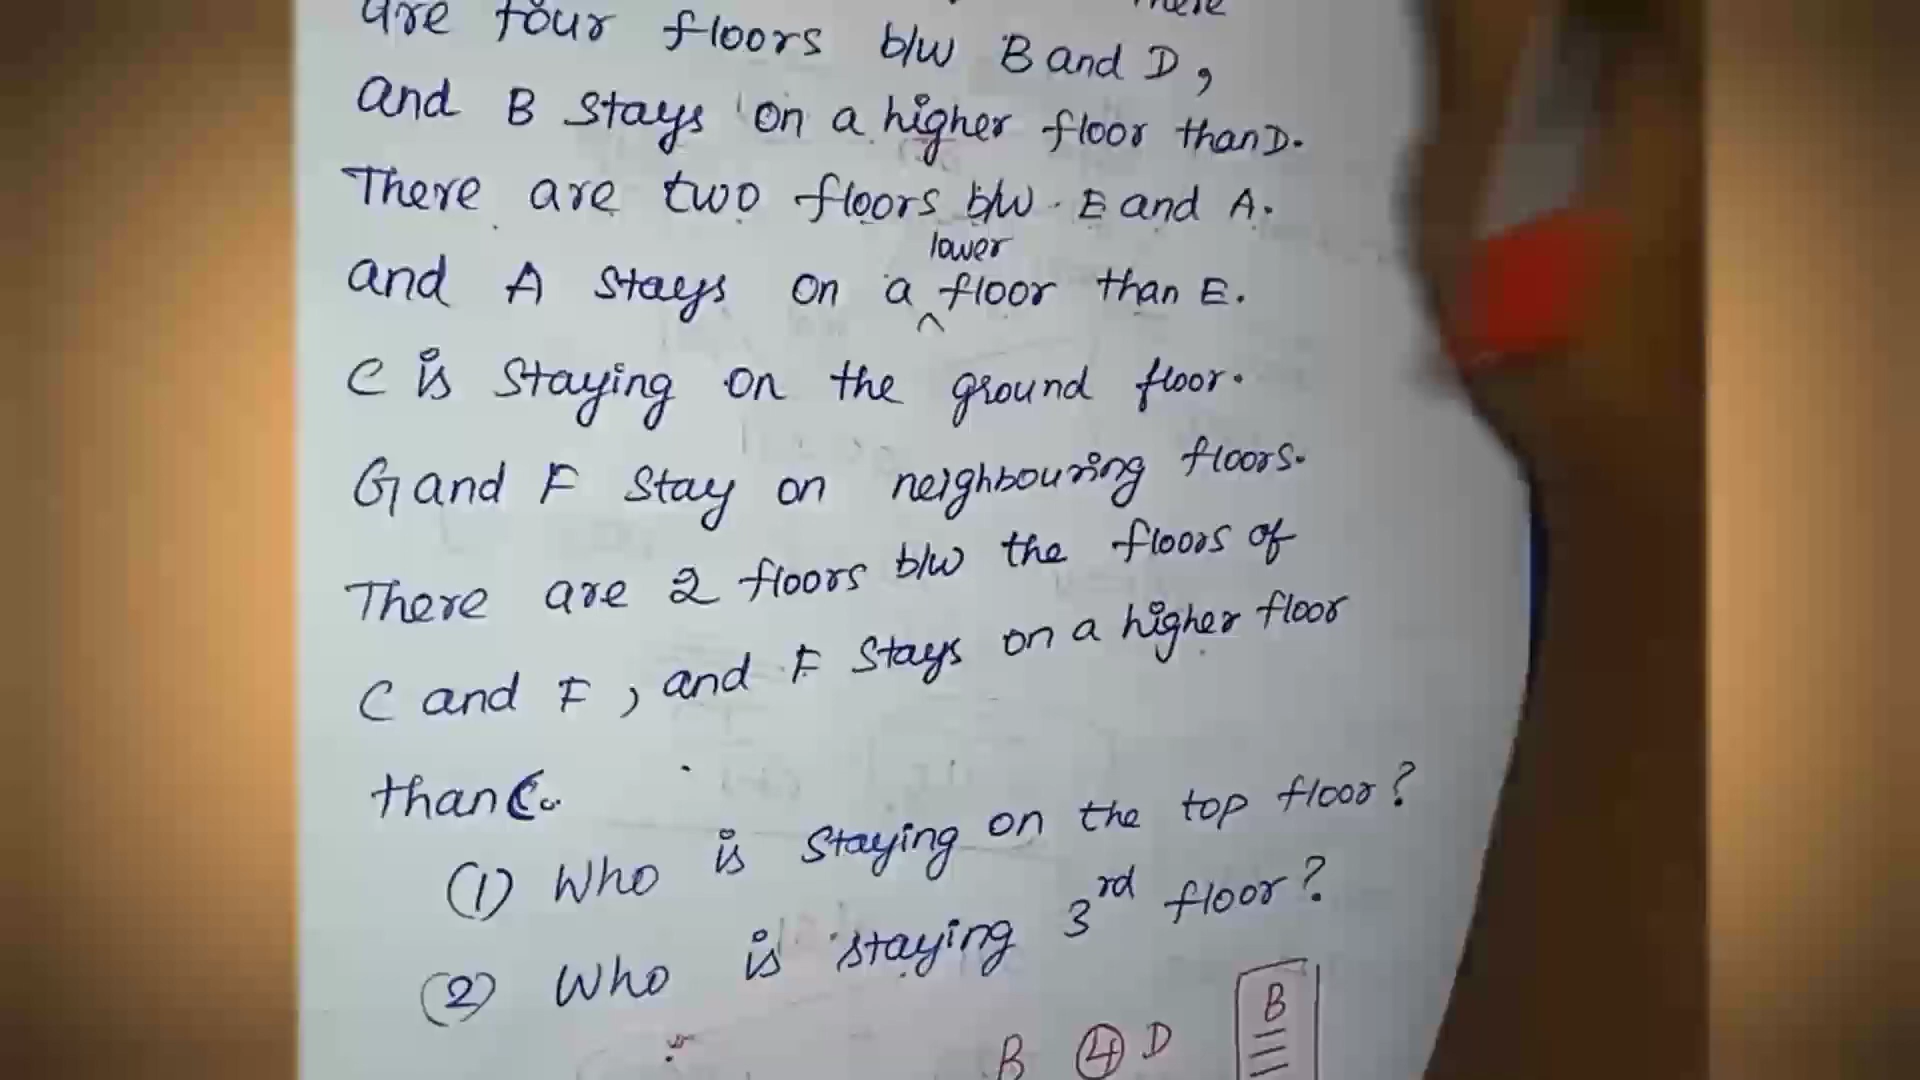 There
are four floors b/w B and D,
and B stays on a higher floor than D.
There are two floors b/w E and A.
lower
and A stays on a ^ floor than E.
C is staying on the ground floor.
G and F stay on neighbouring floors.
There are 2 floors b/w the floors of
C and F, and F stays on a higher floor
than C.
(1) Who is staying on the top floor?
(2) Who is staying 3rd floor?
B
B 4 D